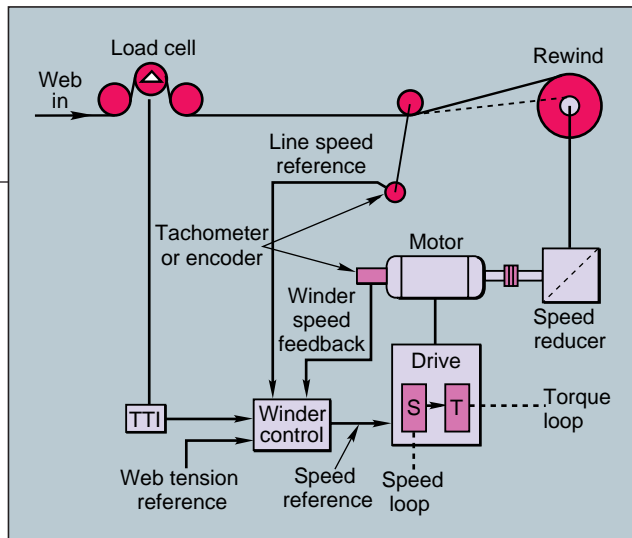 Load cell
Rewind
Web
in
Line speed
reference
Tachometer
or encoder
Motor
Winder
speed
feedback
Speed
reducer
Drive
S
T
Torque
loop
TTI
Winder
control
Web tension
reference
Speed
reference
Speed
loop